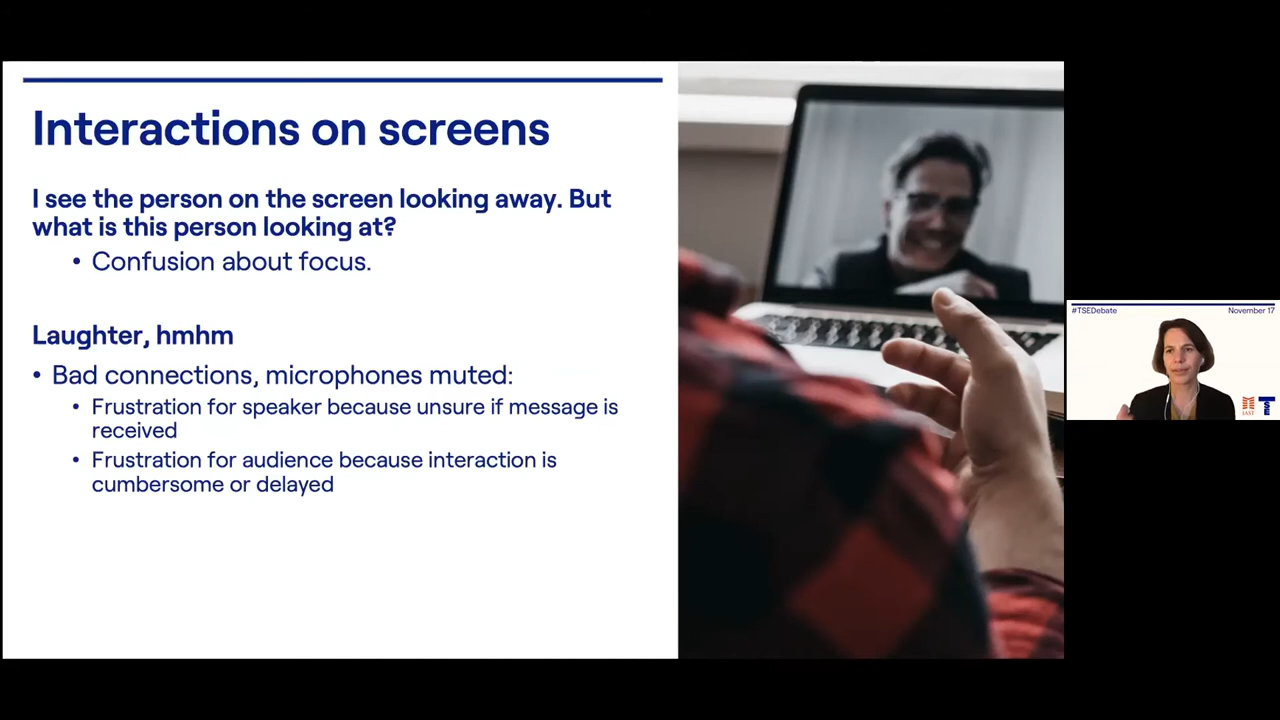 Interactions on screens
I see the person on the screen looking away. But
what is this person looking at?
• Confusion about focus.
Laughter, hmhm
• Bad connections, microphones muted:
• Frustration for speaker because unsure if message is
received
• Frustration for audience because interaction is
cumbersome or delayed
#TSEDebate
November 17
IAST
TSE